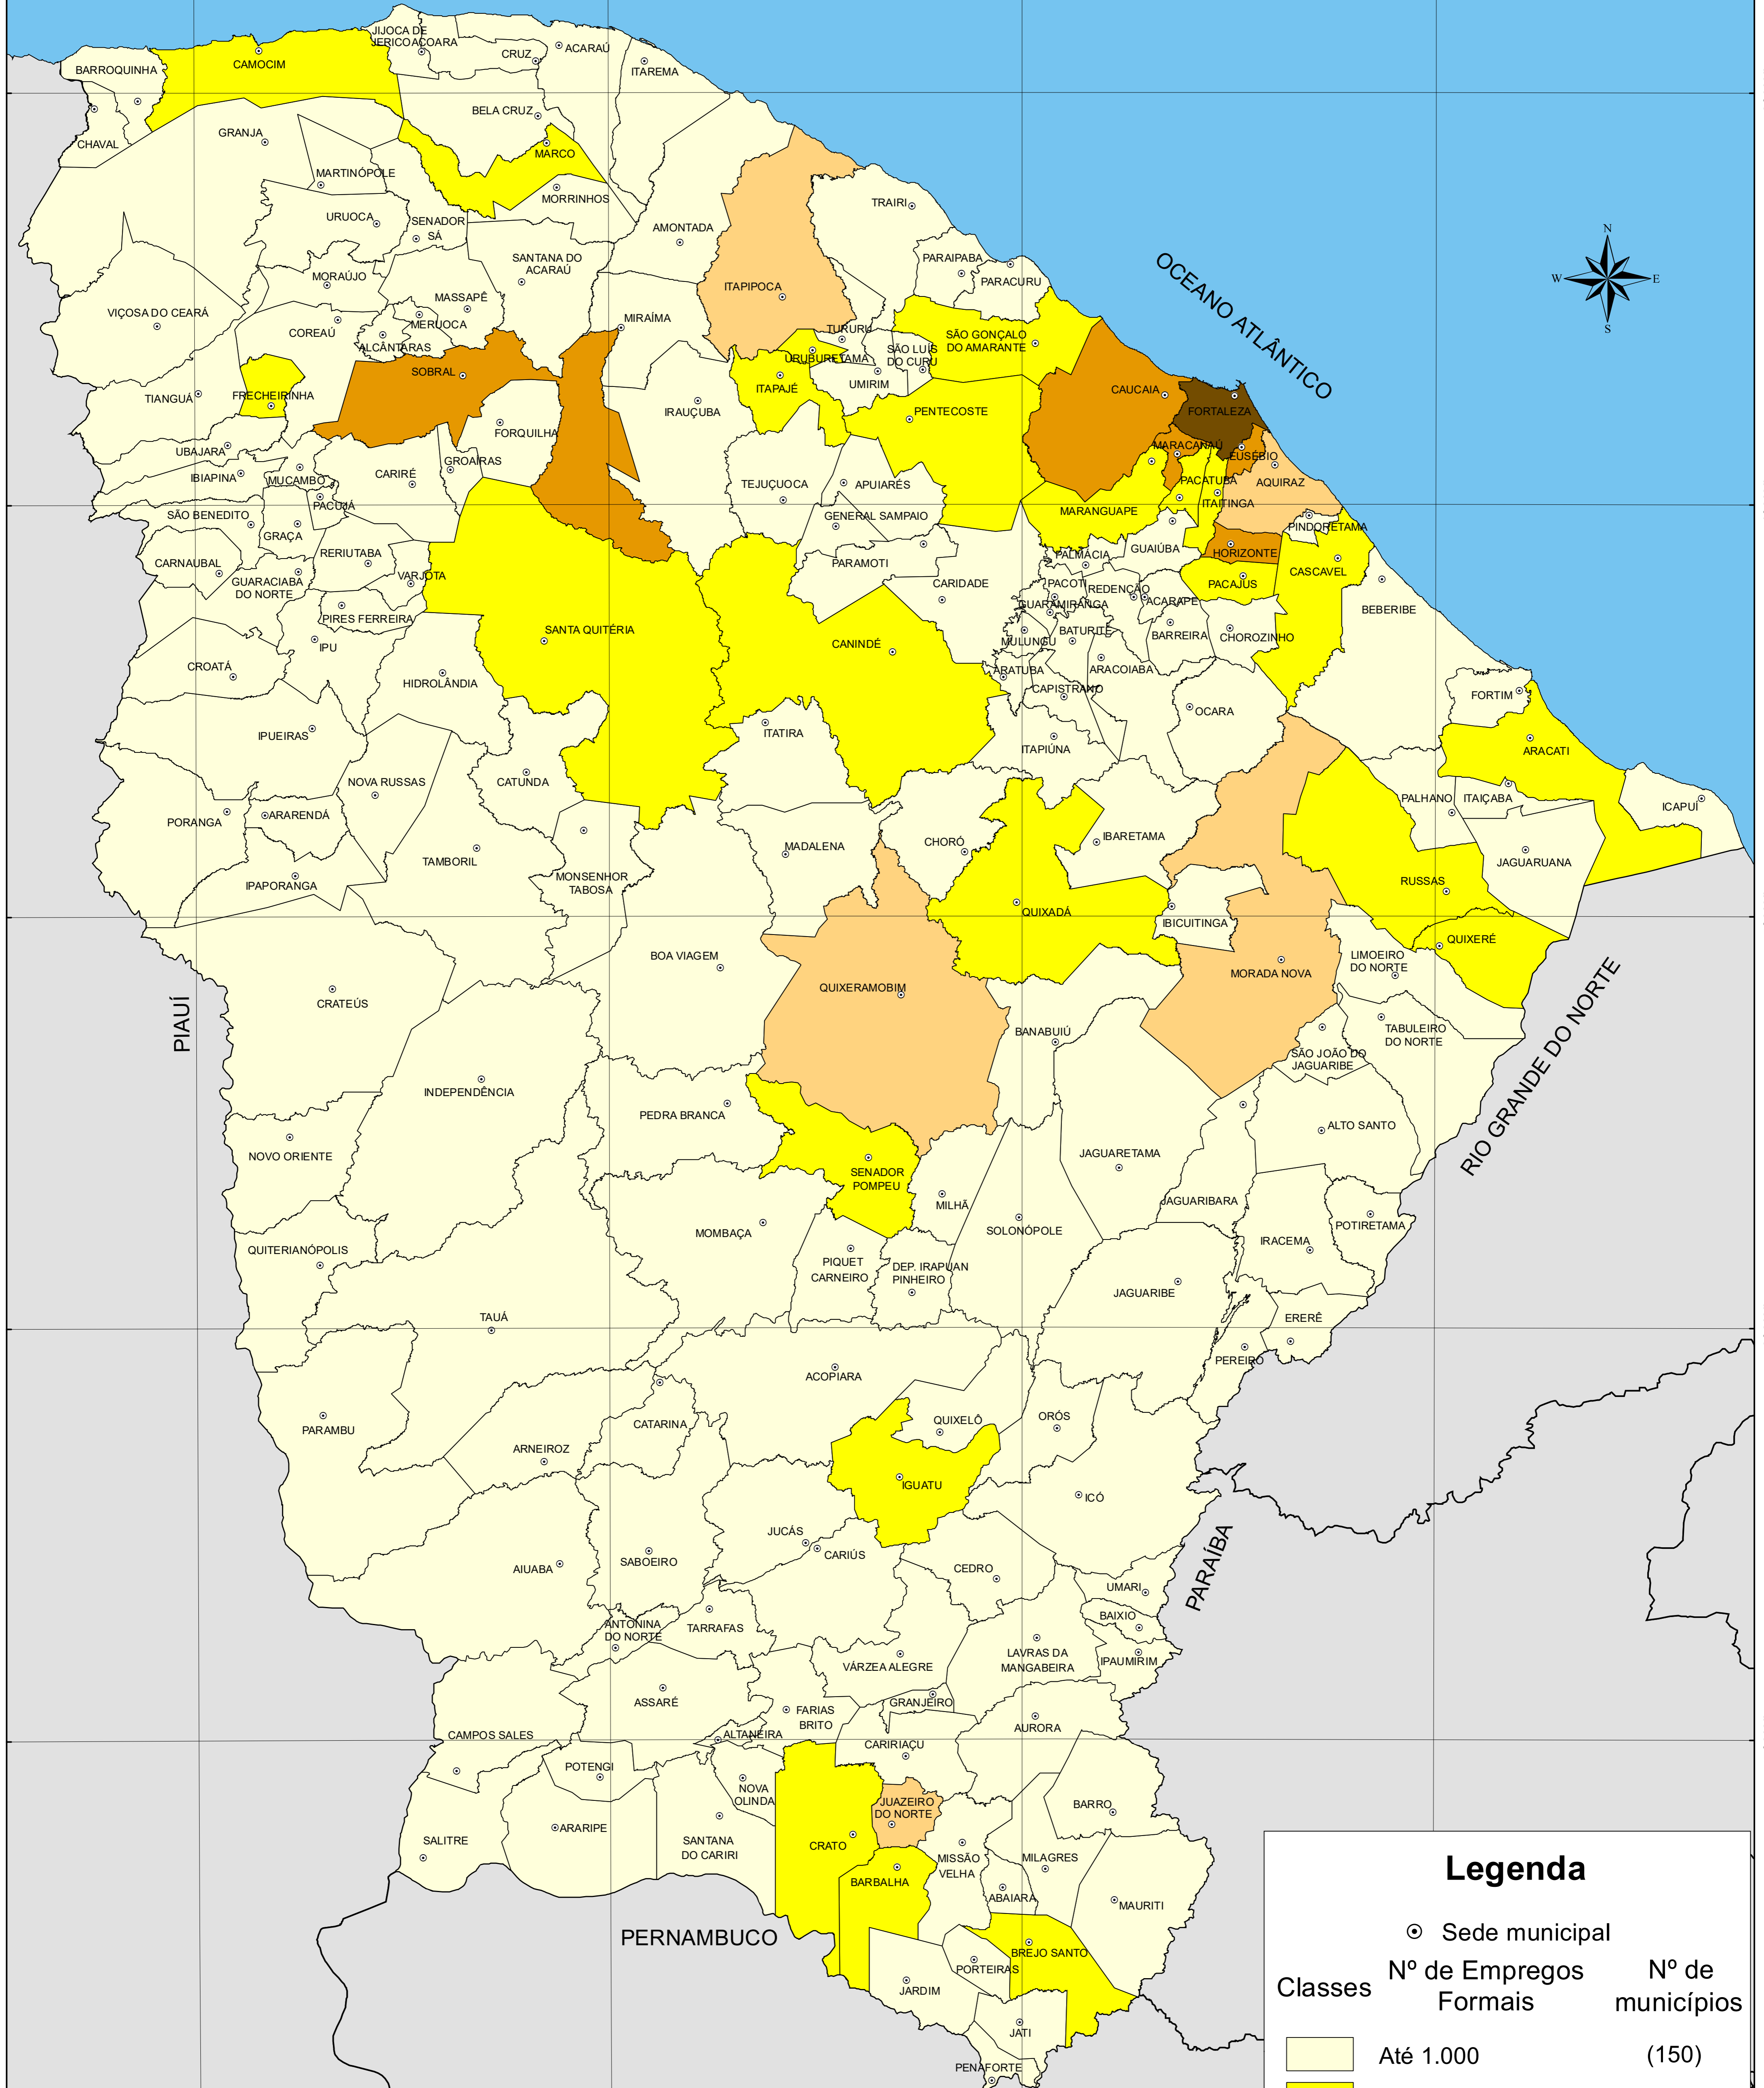 JIJOCA DE
JERICOACOARA
CRUZ
ACARAÚ
ITAREMA
BARROQUINHA
CAMOCIM
BELA CRUZ
CHAVAL
GRANJA
MARCO
MARTINÓPOLE
MORRINHOS
TRAIRI
URUOCA
SENADOR
SÁ
AMONTADA
N
W
E
S
OCEANO ATLÂNTICO
SANTANA DO
ACARAÚ
PARAIPABA
PARACURU
MORAÚJO
ITAPIPOCA
MASSAPÊ
VIÇOSA DO CEARÁ
MIRAÍMA
MERUOCA
COREAÚ
TURURU
SÃO GONÇALO
DO AMARANTE
ALCÂNTARAS
SÃO LUÍS
DO CURU
URUBURETAMA
SOBRAL
UMIRIM
ITAPAJÉ
CAUCAIA
FRECHEIRINHA
TIANGUÁ
IRAUÇUBA
PENTECOSTE
FORTALEZA
FORQUILHA
MARACANAÚ
UBAJARA
EUSÉBIO
GROAÍRAS
IBIAPINA
MUCAMBO
CARIRÉ
TEJUÇUOCA
APUIARÉS
PACATUBA
AQUIRAZ
PACUJÁ
ITAITINGA
SÃO BENEDITO
GENERAL SAMPAIO
MARANGUAPE
PINDORETAMA
GRAÇA
RERIUTABA
PALMÁCIA
GUAIÚBA
HORIZONTE
CARNAUBAL
PARAMOTI
VARJOTA
CARIDADE
CASCAVEL
GUARACIABA
DO NORTE
PACOTI
REDENÇÃO
PACAJUS
GUARAMIRANGA
ACARAPE
BEBERIBE
PIRES FERREIRA
SANTA QUITÉRIA
CANINDÉ
MULUNGU
BATURITÉ
BARREIRA
CHOROZINHO
IPU
CROATÁ
ARATUBA
ARACOIABA
HIDROLÂNDIA
CAPISTRANO
FORTIM
OCARA
IPUEIRAS
ITATIRA
ITAPIÚNA
ARACATI
NOVA RUSSAS
CATUNDA
PALHANO
ITAIÇABA
ICAPUÍ
PORANGA
ARARENDÁ
IBARETAMA
MADALENA
CHORÓ
TAMBORIL
JAGUARUANA
MONSENHOR
TABOSA
IPAPORANGA
RUSSAS
QUIXADÁ
IBICUITINGA
QUIXERÉ
BOA VIAGEM
LIMOEIRO
DO NORTE
MORADA NOVA
QUIXERAMOBIM
CRATEÚS
PIAUÍ
RIO GRANDE DO NORTE
BANABUIÚ
TABULEIRO
DO NORTE
SÃO JOÃO DO
JAGUARIBE
INDEPENDÊNCIA
PEDRA BRANCA
ALTO SANTO
NOVO ORIENTE
JAGUARETAMA
SENADOR
POMPEU
JAGUARIBARA
MILHÃ
POTIRETAMA
MOMBAÇA
SOLONÓPOLE
IRACEMA
QUITERIANÓPOLIS
PIQUET
CARNEIRO
DEP. IRAPUAN
PINHEIRO
JAGUARIBE
TAUÁ
ERERÊ
PEREIRO
ACOPIARA
CATARINA
QUIXELÔ
ORÓS
PARAMBU
ARNEIROZ
IGUATU
ICÓ
JUCÁS
CARIÚS
SABOEIRO
AIUABA
CEDRO
PARAÍBA
UMARI
BAIXIO
ANTONINA
DO NORTE
TARRAFAS
LAVRAS DA
MANGABEIRA
IPAUMIRIM
VÁRZEA ALEGRE
ASSARÉ
GRANJEIRO
FARIAS
BRITO
AURORA
CAMPOS SALES
ALTANEIRA
CARIRIAÇU
POTENGI
NOVA
OLINDA
JUAZEIRO
DO NORTE
BARRO
ARARIPE
SALITRE
SANTANA
DO CARIRI
CRATO
MISSÃO
VELHA
MILAGRES
BARBALHA
ABAIARA
MAURITI
PERNAMBUCO
BREJO SANTO
PORTEIRAS
JARDIM
JATI
PENAFORTE
Legenda
Sede municipal
Classes
Nº de Empregos
Formais
Nº de
municípios
Até 1.000
(150)